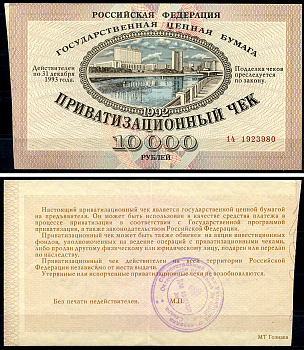 РОССИЙСКАЯ ФЕДЕРАЦИЯ
ГОСУДАРСТВЕННАЯ ЦЕННАЯ БУМАГА
Действителен
по 31 декабря
1993 года.
Подделка чеков
преследуется
по закону.
1992
ПРИВАТИЗАЦИОННЫЙ ЧЕК
10000
РУБЛЕЙ
14 1923980
Настоящий приватизационный чек является государственной ценной бумагой
на предъявителя. Он может быть использован в качестве средства платежа в
процессе приватизации в соответствии с Государственной программой
приватизации, а также законодательством Российской Федерации.
Приватизационный чек может быть также обменен на акции инвестиционных
фондов, уполномоченных на ведение операций с приватизационными чеками,
либо продан другому физическому или юридическому лицу, подарен или передан
по наследству.
Приватизационный чек действителен на всей территории Российской
Федерации независимо от места выдачи.
Утерянные или испорченные приватизационные чеки не возобновляются.
Без печати недействителен.
М.П.
МТ Гознака